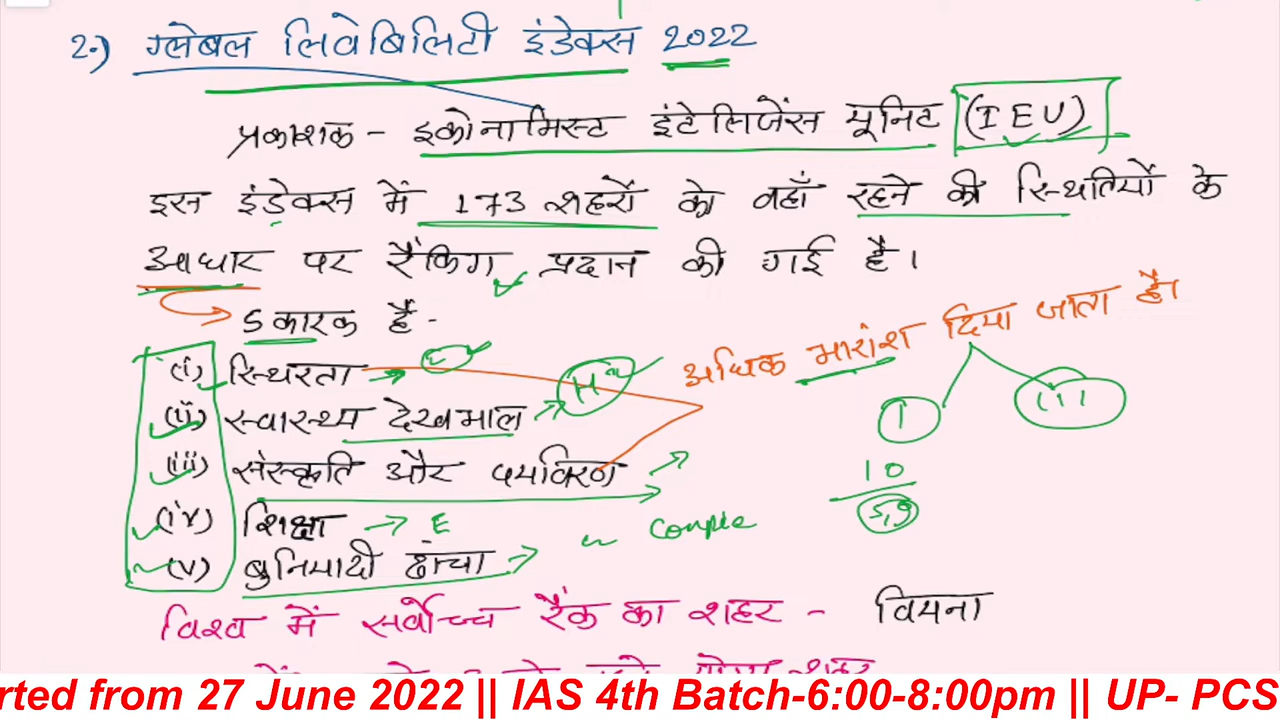 2.) ग्लेबल लिवेबिलिटी इंडेक्स 2022
प्रकाशक - इकोनामिस्ट इंटेलिजेंस यूनिट (IEU)
इस इंडेक्स में 173 शहरों को वहाँ रहने की स्थितियों के
आधार पर रैंकिंग प्रदान की गई है।
5 कारक हैं -
अधिक भारांश दिया जाता है।
(i) स्थिरता
(ii) स्वास्थ्य देखभाल
I
(iii)
(iii) संस्कृति और पर्यावरण
10
(iv) शिक्षा → E
(v) बुनियादी ढांचा
विश्व में सर्वोच्च रैंक का शहर - वियना
rted from 27 June 2022 || IAS 4th Batch-6:00-8:00pm || UP- PCS